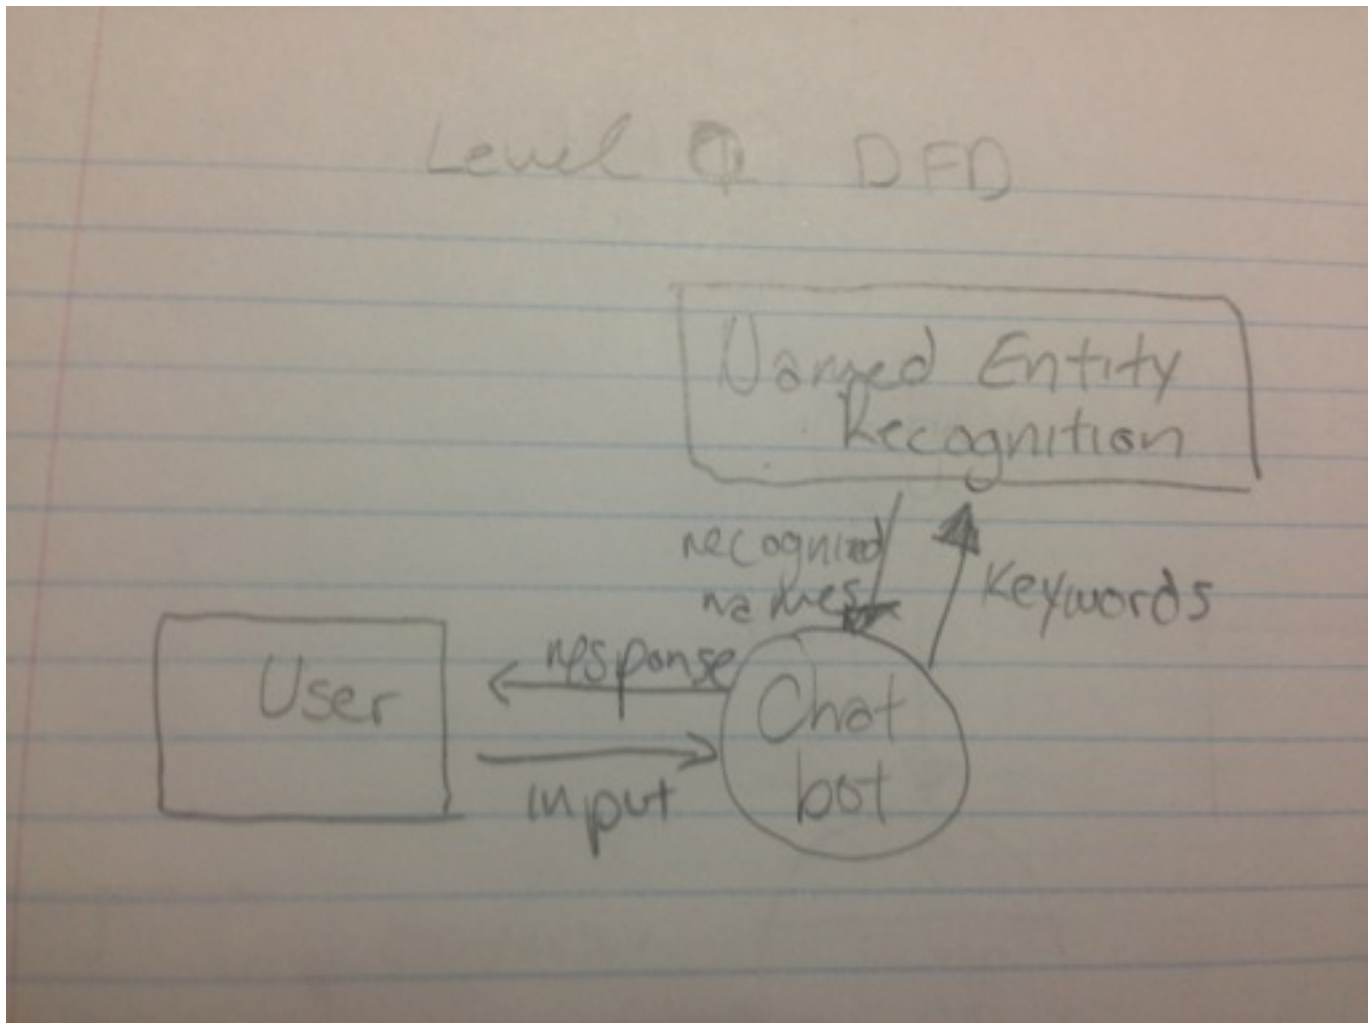 Level 0 DFD
Named Entity
Recognition
recognized
names
Keywords
response
User
Chat
bot
input